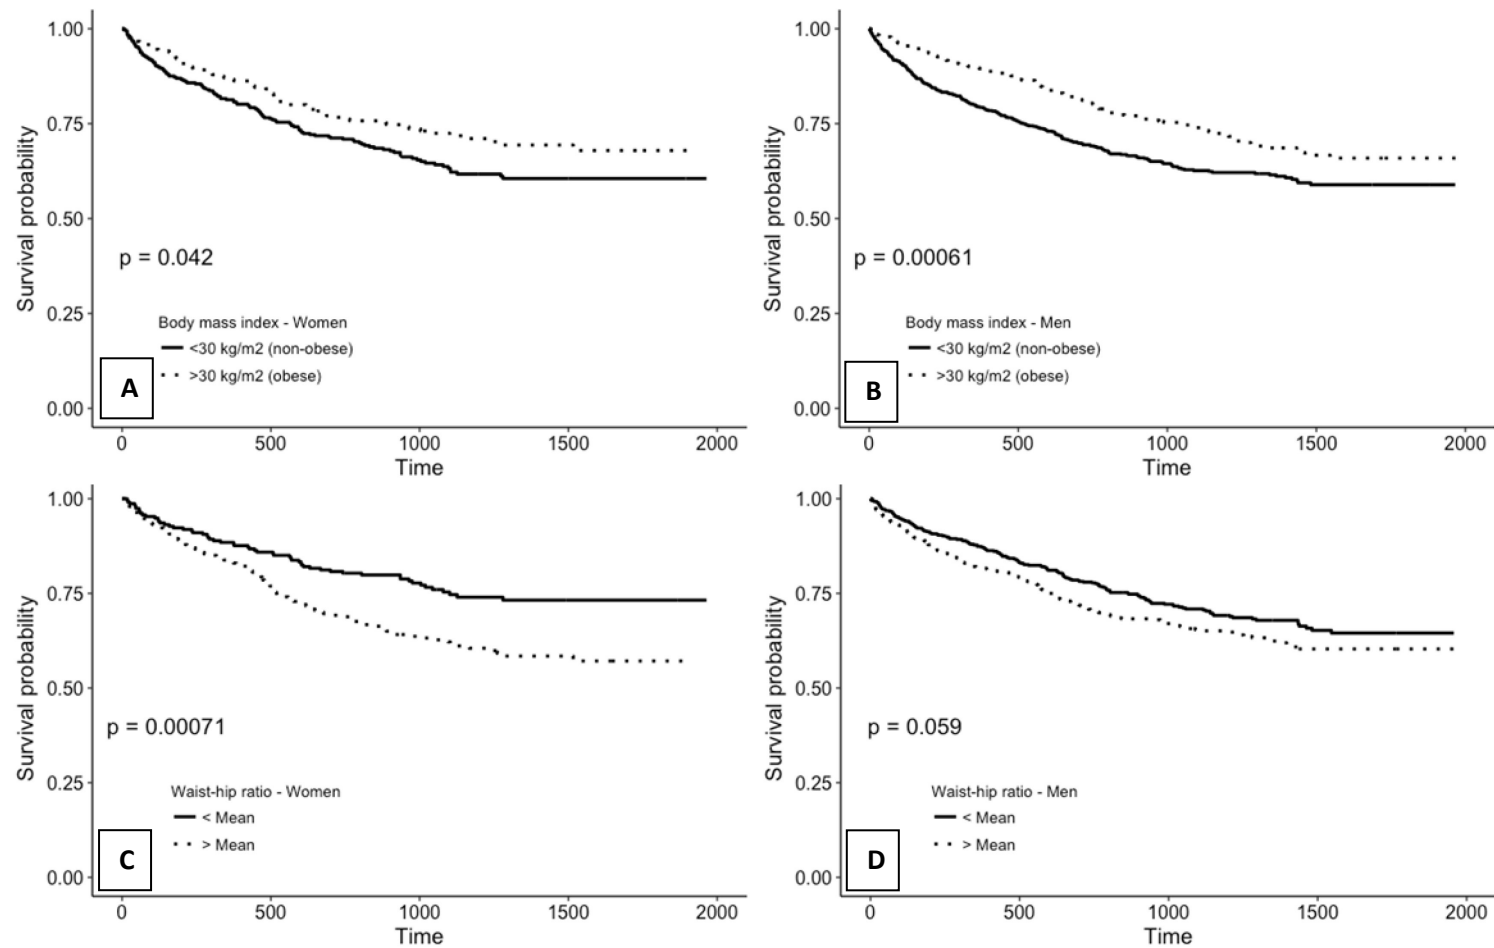 1.00
0.75
0.50
0.25
0.00
Survival probability
p = 0.042
Body mass index - Women
<30 kg/m2 (non-obese)
>30 kg/m2 (obese)
A
0 500 1000 1500 2000
Time
1.00
0.75
0.50
0.25
0.00
Survival probability
p = 0.00061
Body mass index - Men
<30 kg/m2 (non-obese)
>30 kg/m2 (obese)
B
0 500 1000 1500 2000
Time
1.00
0.75
0.50
0.25
0.00
Survival probability
p = 0.00071
Waist-hip ratio - Women
< Mean
> Mean
C
0 500 1000 1500 2000
Time
1.00
0.75
0.50
0.25
0.00
Survival probability
p = 0.059
Waist-hip ratio - Men
< Mean
> Mean
D
0 500 1000 1500 2000
Time